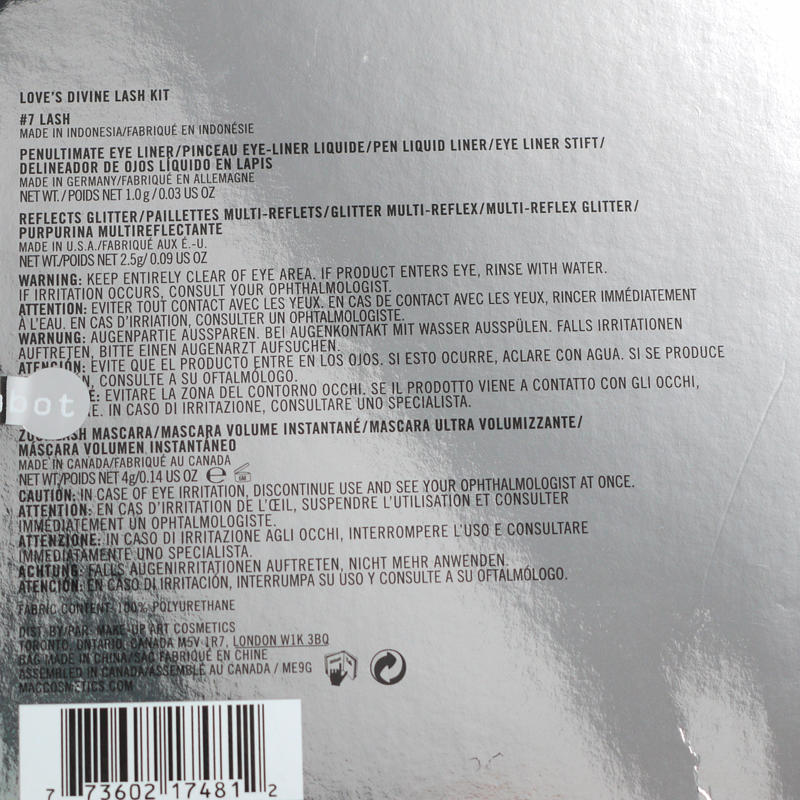 LOVE'S DIVINE LASH KIT
#7 LASH
MADE IN INDONESIA/FABRIQUÉ EN INDONÉSIE
PENULTIMATE EYE LINER/PINCEAU EYE-LINER LIQUIDE/PEN LIQUID LINER/EYE LINER STIFT/
DELINEADOR DE OJOS LÍQUIDO EN LAPIS
MADE IN GERMANY/FABRIQUÉ EN ALLEMAGNE
NET WT. / POIDS NET 1.0 g / 0.03 US OZ
REFLECTS GLITTER/PAILLETTES MULTI-REFLETS/GLITTER MULTI-REFLEX/MULTI-REFLEX GLITTER/
PURPURINA MULTIREFLECTANTE
MADE IN U.S.A./FABRIQUÉ AUX É.-U.
NET WT./POIDS NET 2.5g/ 0.09 US OZ
WARNING: KEEP ENTIRELY CLEAR OF EYE AREA. IF PRODUCT ENTERS EYE, RINSE WITH WATER.
IF IRRITATION OCCURS, CONSULT YOUR OPHTHALMOLOGIST.
ATTENTION: EVITER TOUT CONTACT AVEC LES YEUX. EN CAS DE CONTACT AVEC LES YEUX, RINCER IMMÉDIATEMENT
À L'EAU. EN CAS D'IRRIATION, CONSULTER UN OPHTALMOLOGISTE.
WARNUNG: AUGENPARTIE AUSSPAREN. BEI AUGENKONTAKT MIT WASSER AUSSPÜLEN. FALLS IRRITATIONEN
AUFTRETEN, BITTE EINEN AUGENARZT AUFSUCHEN.
ATENCIÓN: EVITE QUE EL PRODUCTO ENTRE EN LOS OJOS. SI ESTO OCURRE, ACLARE CON AGUA. SI SE PRODUCE
N, CONSULTE A SU OFTALMÓLOGO.
É: EVITARE LA ZONA DEL CONTORNO OCCHI. SE IL PRODOTTO VIENE A CONTATTO CON GLI OCCHI,
bot
E. IN CASO DI IRRITAZIONE, CONSULTARE UNO SPECIALISTA.
LASH MASCARA/MASCARA VOLUME INSTANTANÉ/MASCARA ULTRA VOLUMIZZANTE/
MÁSCARA VOLUMEN INSTANTÁNEO
MADE IN CANADA/FABRIQUÉ AU CANADA
NET WT/POIDS NET 4g/0.14 US OZ ℮
CAUTION: IN CASE OF EYE IRRITATION, DISCONTINUE USE AND SEE YOUR OPHTHALMOLOGIST AT ONCE.
ATTENTION: EN CAS D'IRRITATION DE L'ŒIL, SUSPENDRE L'UTILISATION ET CONSULTER
IMMÉDIATEMENT UN OPHTALMOLOGISTE.
ATTENZIONE: IN CASO DI IRRITAZIONE AGLI OCCHI, INTERROMPERE L'USO E CONSULTARE
IMMEDIATAMENTE UNO SPECIALISTA.
ACHTUNG: FALLS AUGENIRRITATIONEN AUFTRETEN, NICHT MEHR ANWENDEN.
ATENCIÓN: EN CASO DI IRRITACIÓN, INTERRUMPA SU USO Y CONSULTE A SU OFTALMÓLOGO.
FABRIC CONTENT: 100% POLYURETHANE
DIST. BY/PAR: MAKE-UP ART COSMETICS
TORONTO, ONTARIO, CANADA M5V 1R7, LONDON W1K 3BQ
BAG MADE IN CHINA/SAC FABRIQUÉ EN CHINE
ASSEMBLED IN CANADA/ASSEMBLÉ AU CANADA / ME9G
MACCOSMETICS.COM
7 73602 17481 2